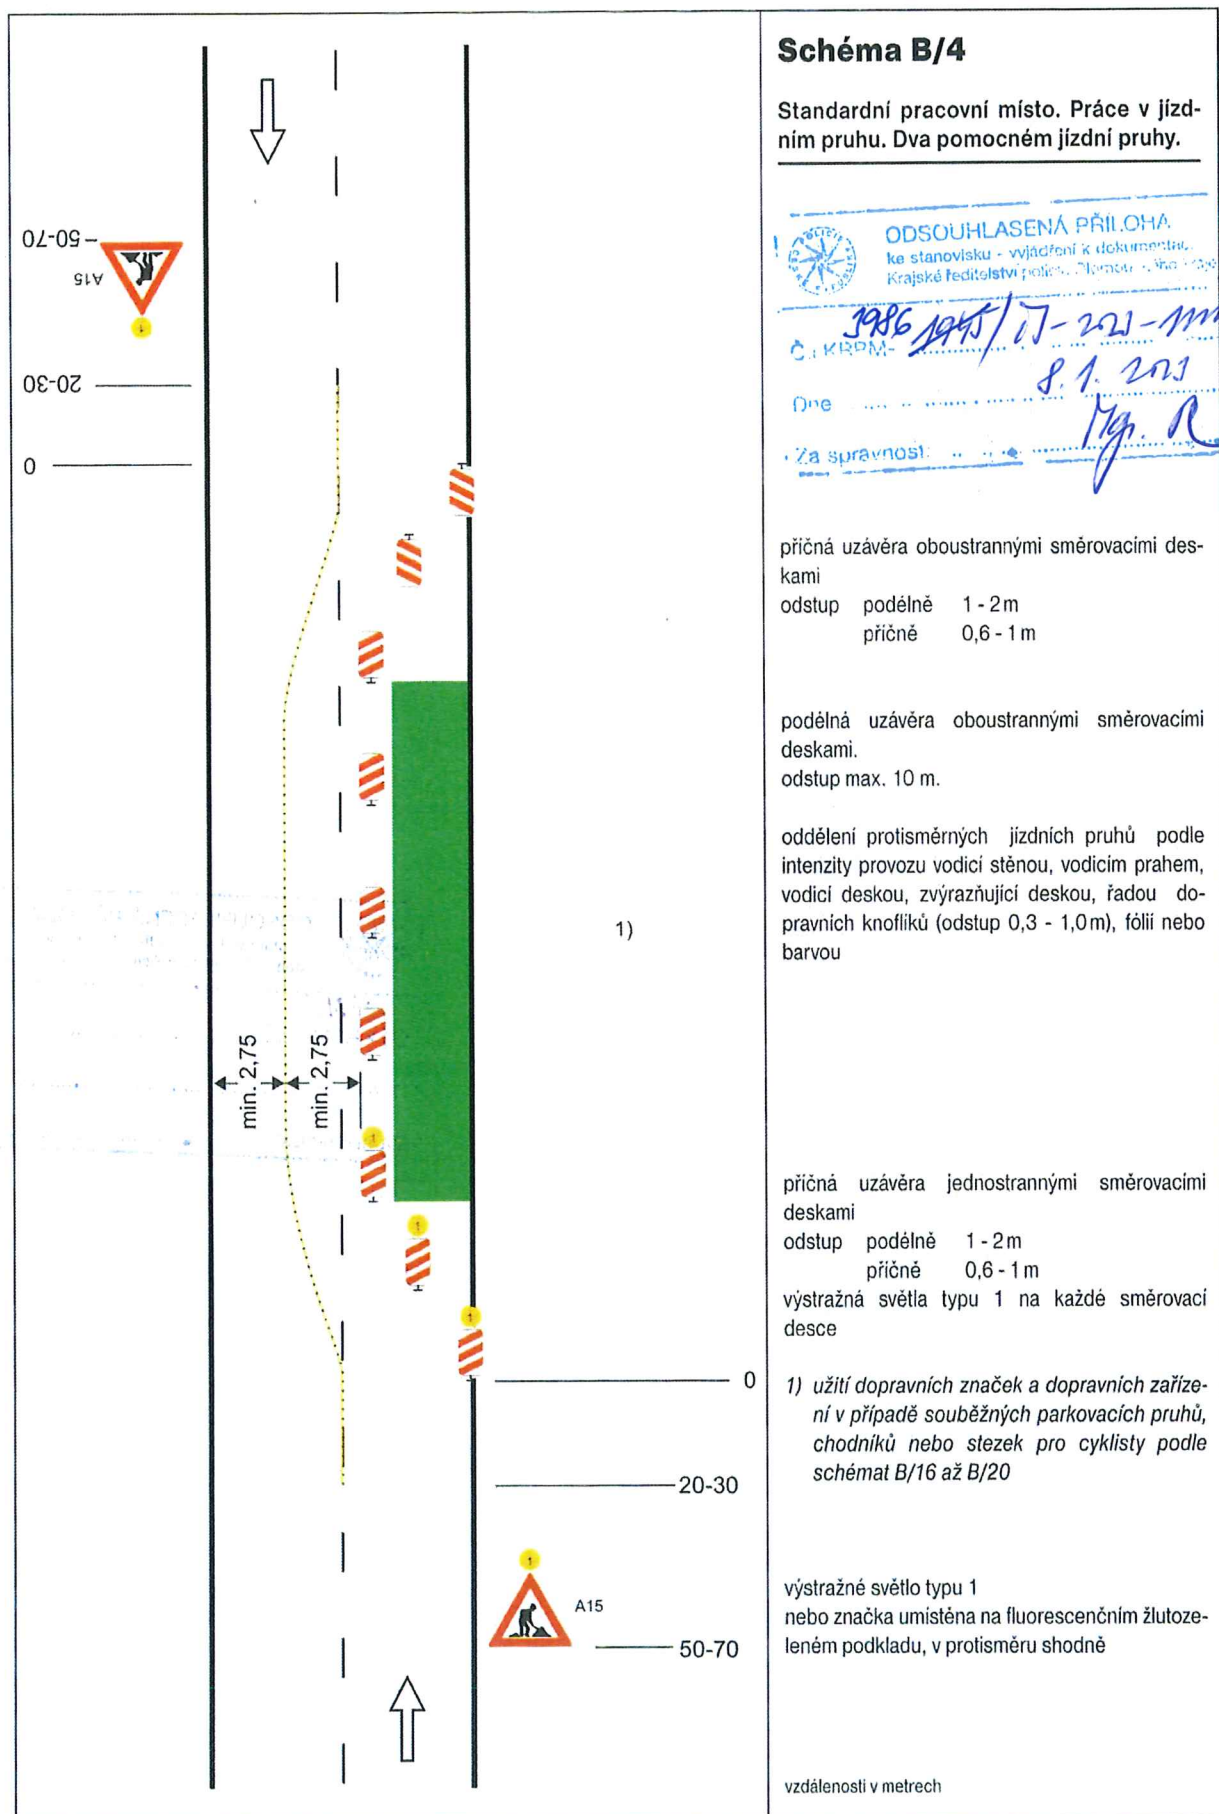 Schéma B/4
Standardní pracovní místo. Práce v jízd-
ním pruhu. Dva pomocném jízdní pruhy.
ODSOUHLASENÁ PŘÍLOHA
ke stanovisku - vyjádření k dokumentaci
Krajské ředitelství
Č.j. KRPM- 3986
Dne 8. 1.
Za správnost: Mgr. R
příčná uzávěra oboustrannými směrovacími des-
kami
odstup podélně 1 - 2 m
příčně 0,6 - 1 m
podélná uzávěra oboustrannými směrovacími
deskami.
odstup max. 10 m.
oddělení protisměrných jízdních pruhů podle
intenzity provozu vodicí stěnou, vodicím prahem,
vodicí deskou, zvýrazňující deskou, řadou do-
pravních knoflíků (odstup 0,3 - 1,0 m), fólií nebo
barvou
příčná uzávěra jednostrannými směrovacími
deskami
odstup podélně 1 - 2 m
příčně 0,6 - 1 m
výstražná světla typu 1 na každé směrovací
desce
1) užití dopravních značek a dopravních zaříze-
ní v případě souběžných parkovacích pruhů,
chodníků nebo stezek pro cyklisty podle
schémat B/16 až B/20
výstražné světlo typu 1
nebo značka umístěna na fluorescenčním žlutoze-
leném podkladu, v protisměru shodně
vzdálenosti v metrech
50-70
A15
1
20-30
0
1)
min. 2,75
min. 2,75
1
1
1
0
20-30
1
A15
50-70